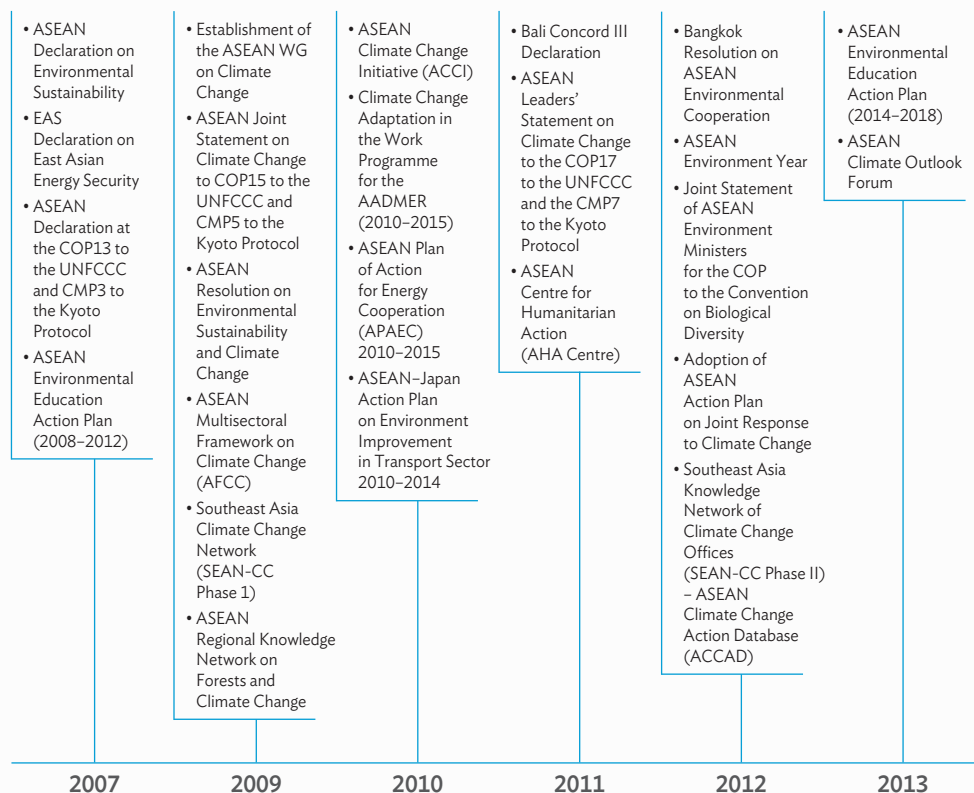 • ASEAN
Declaration on
Environmental
Sustainability
• EAS
Declaration on
East Asian
Energy Security
• ASEAN
Declaration at
the COP13 to
the UNFCCC
and CMP3 to
the Kyoto
Protocol
• ASEAN
Environmental
Education
Action Plan
(2008–2012)
• Establishment of
the ASEAN WG
on Climate
Change
• ASEAN Joint
Statement on
Climate Change
to COP15 to the
UNFCCC and
CMP5 to the
Kyoto Protocol
• ASEAN
Resolution on
Environmental
Sustainability
and Climate
Change
• ASEAN
Multisectoral
Framework on
Climate Change
(AFCC)
• Southeast Asia
Climate Change
Network
(SEAN-CC
Phase 1)
• ASEAN
Regional Knowledge
Network on
Forests and
Climate Change
• ASEAN
Climate Change
Initiative (ACCI)
• Climate Change
Adaptation in
the Work
Programme
for the
AADMER
(2010–2015)
• ASEAN Plan
of Action
for Energy
Cooperation
(APAEC)
2010–2015
• ASEAN–Japan
Action Plan
on Environment
Improvement
in Transport Sector
2010–2014
• Bali Concord III
Declaration
• ASEAN
Leaders’
Statement on
Climate Change
to the COP17
to the UNFCCC
and the CMP7
to the Kyoto
Protocol
• ASEAN
Centre for
Humanitarian
Action
(AHA Centre)
• Bangkok
Resolution on
ASEAN
Environmental
Cooperation
• ASEAN
Environment Year
• Joint Statement
of ASEAN
Environment
Ministers
for the COP
to the Convention
on Biological
Diversity
• Adoption of
ASEAN
Action Plan
on Joint Response
to Climate Change
• Southeast Asia
Knowledge
Network of
Climate Change
Offices
(SEAN-CC Phase II)
– ASEAN
Climate Change
Action Database
(ACCAD)
• ASEAN
Environmental
Education
Action Plan
(2014–2018)
• ASEAN
Climate Outlook
Forum
2007
2009
2010
2011
2012
2013